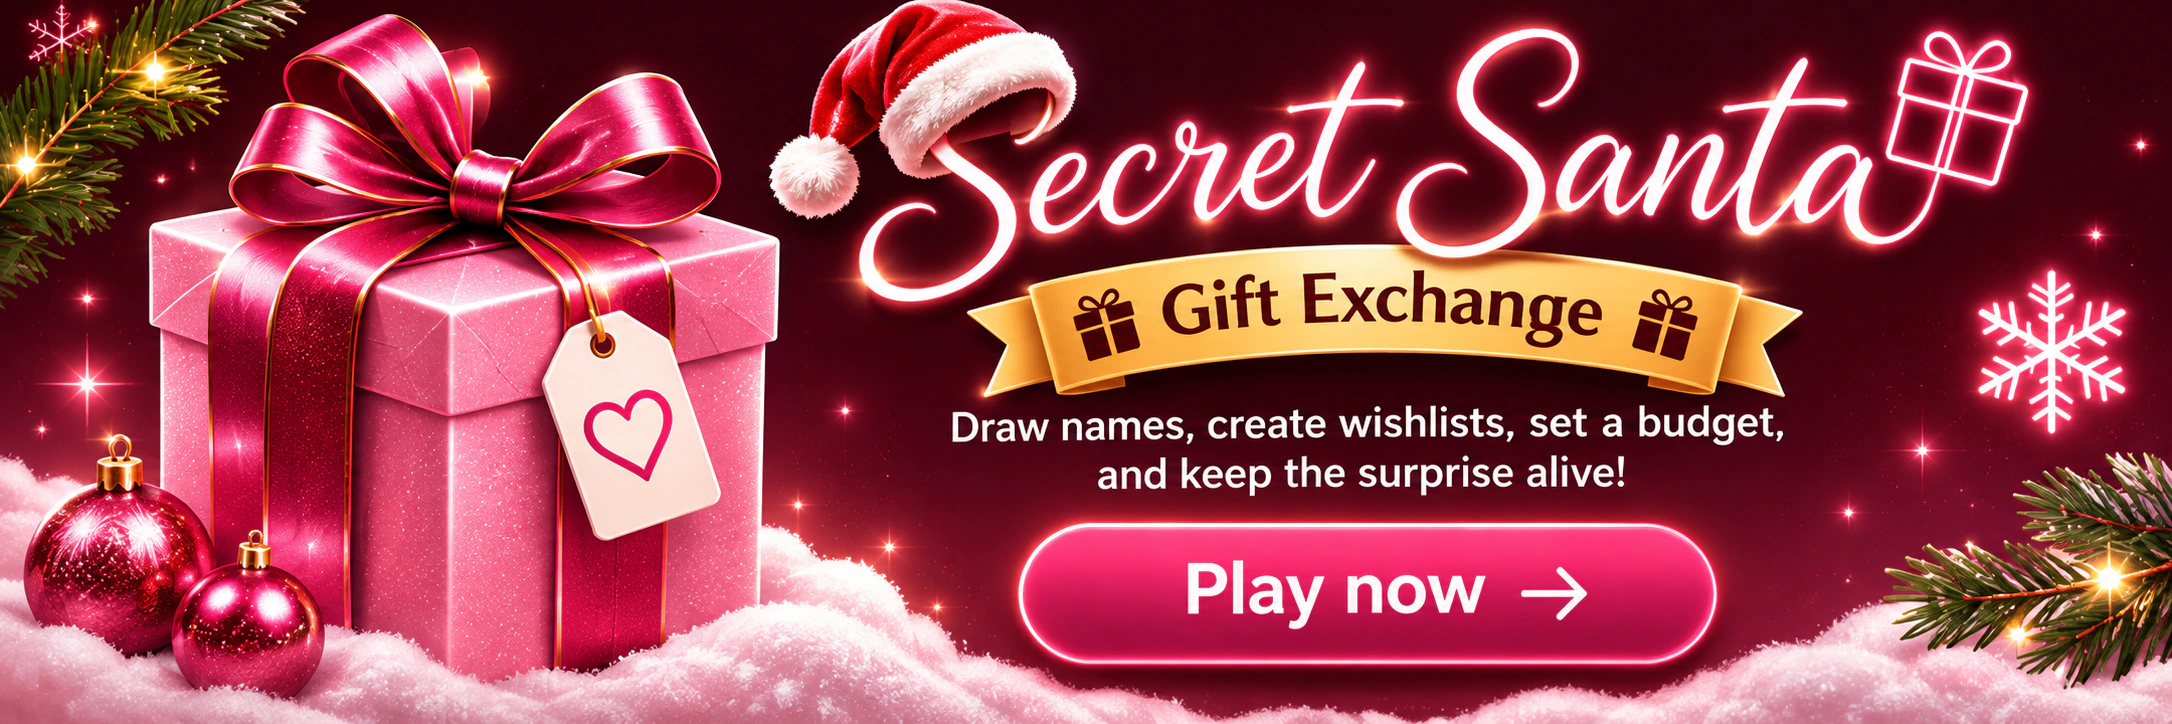 Secret Santa
Gift Exchange
Draw names, create wishlists, set a budget,
and keep the surprise alive!
Play now →